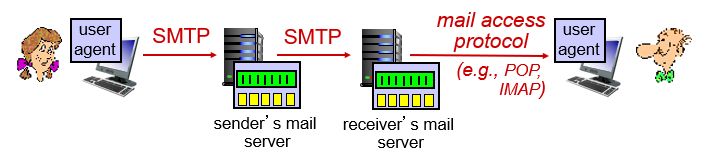 user
agent
SMTP
SMTP
mail access
protocol
(e.g., POP,
IMAP)
user
agent
sender's mail
server
receiver's mail
server